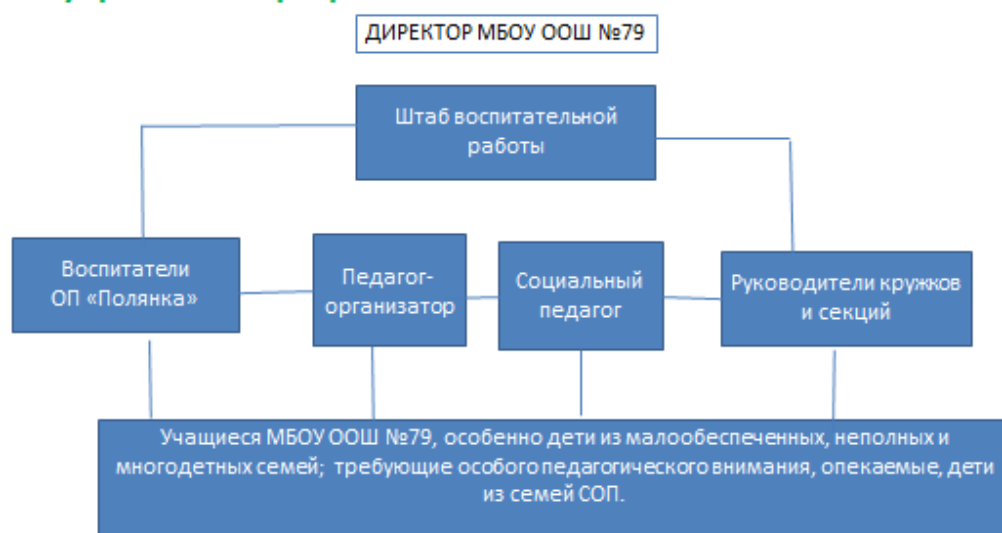 ДИРЕКТОР МБОУ ООШ №79
Штаб воспитательной
работы
Воспитатели
ОП «Полянка»
Педагог-
организатор
Социальный
педагог
Руководители кружков
и секций
Учащиеся МБОУ ООШ №79, особенно дети из малообеспеченных, неполных и
многодетных семей; требующие особого педагогического внимания, опекаемые, дети
из семей СОП.